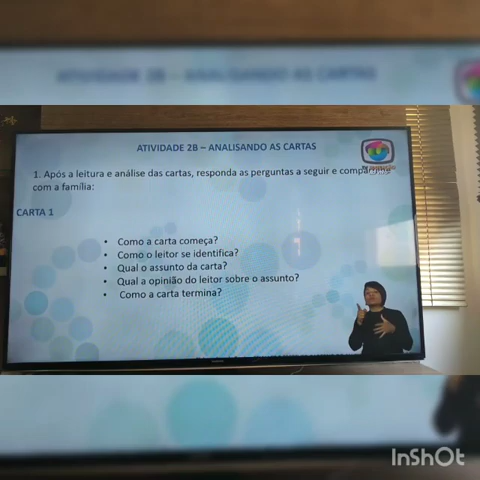 ATIVIDADE 2B – ANALISANDO AS CARTAS
1. Após a leitura e análise das cartas, responda as perguntas a seguir e
com a família:
CARTA 1
• Como a carta começa?
• Como o leitor se identifica?
• Qual o assunto da carta?
• Qual a opinião do leitor sobre o assunto?
• Como a carta termina?
InShOt